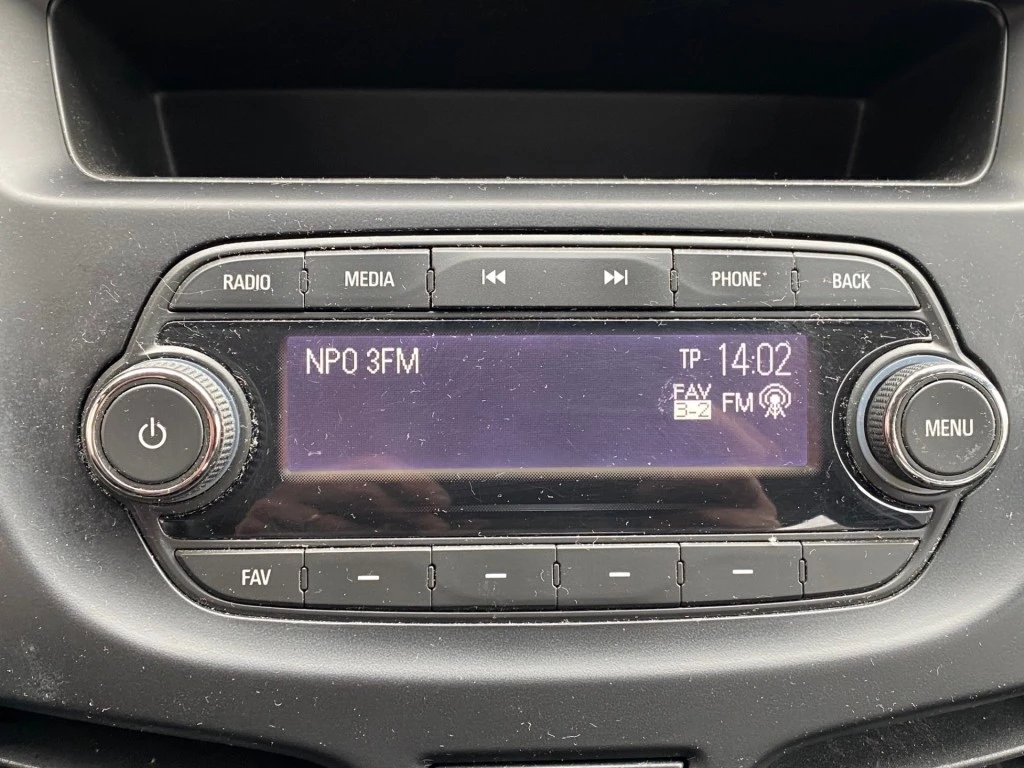 RADIO MEDIA PHONE BACK
NPO 3FM TP 14:02
FAV
3-2 FM
MENU
FAV